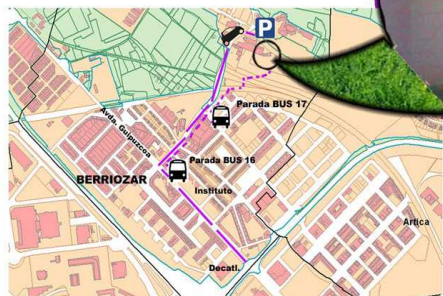 P
Parada BUS 17
Avda. Guipuzcoa
Parada BUS 16
BERRIOZAR
Instituto
Artica
Decatl.